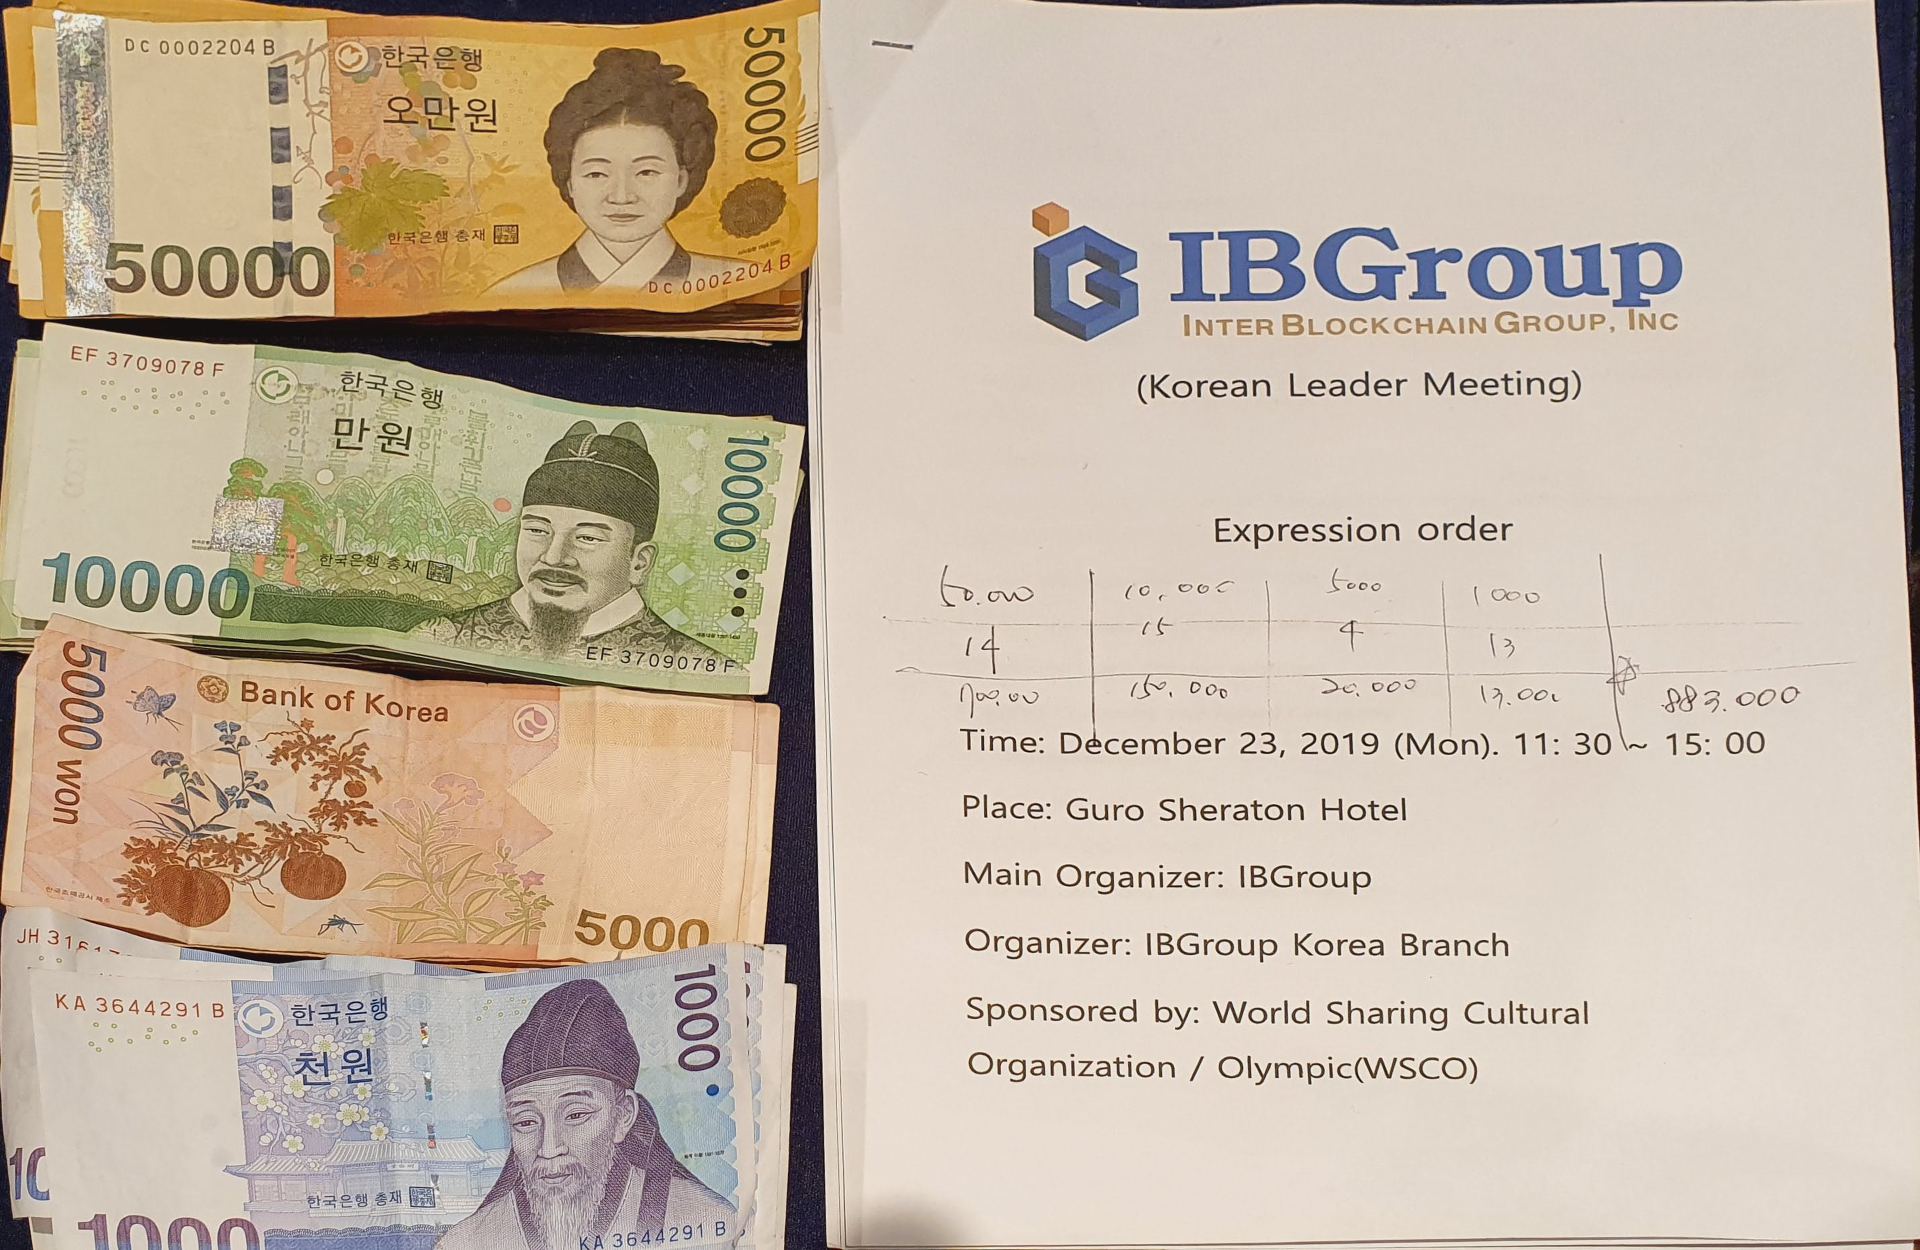 DC 0002204 B
한국은행
오만원
50000
한국은행 총재
50000
DC 0002204 B
EF 3709078 F
한국은행
만원
10000
한국은행 총재
10000
EF 3709078 F
5000 won
Bank of Korea
5000
KA 3644291 B
한국은행
천원
1000
한국은행 총재
1000
KA 3644291 B
IBGroup
INTER BLOCKCHAIN GROUP, INC
(Korean Leader Meeting)
Expression order
50.000 10,000 5000 1000
14 15 4 13
700.00 150.000 20.000 13.000 883.000
Time: December 23, 2019 (Mon). 11: 30 ~ 15: 00
Place: Guro Sheraton Hotel
Main Organizer: IBGroup
Organizer: IBGroup Korea Branch
Sponsored by: World Sharing Cultural
Organization / Olympic(WSCO)